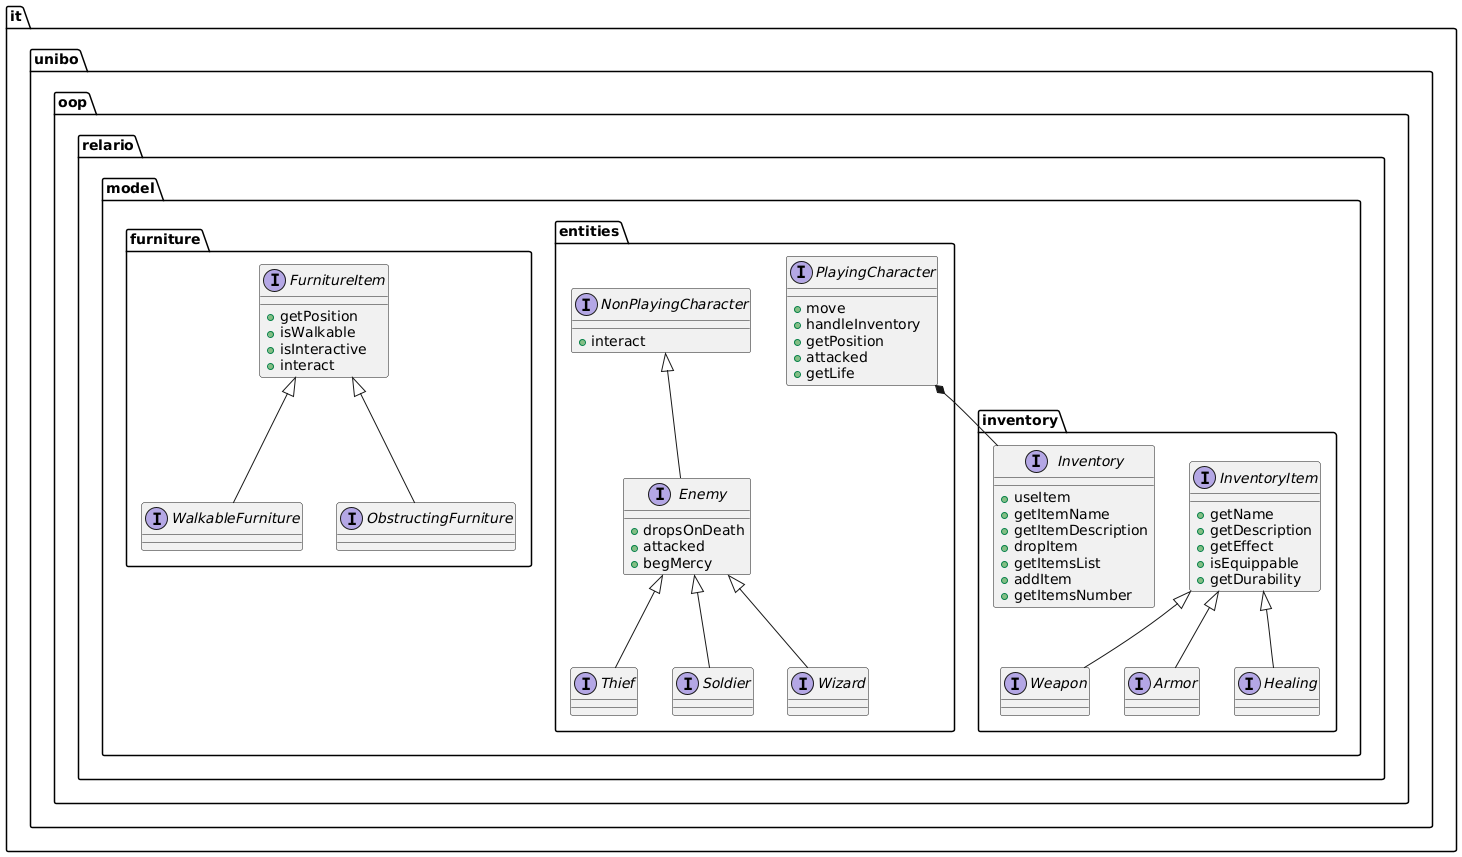 it
unibo
oop
relario
model
furniture
I FurnitureItem
getPosition
isWalkable
isInteractive
interact
I WalkableFurniture
I ObstructingFurniture
entities
I NonPlayingCharacter
interact
I PlayingCharacter
move
handleInventory
getPosition
attacked
getLife
I Enemy
dropsOnDeath
attacked
begMercy
I Thief
I Soldier
I Wizard
inventory
I Inventory
useItem
getItemName
getItemDescription
dropItem
getItemsList
addItem
getItemsNumber
I InventoryItem
getName
getDescription
getEffect
isEquippable
getDurability
I Weapon
I Armor
I Healing